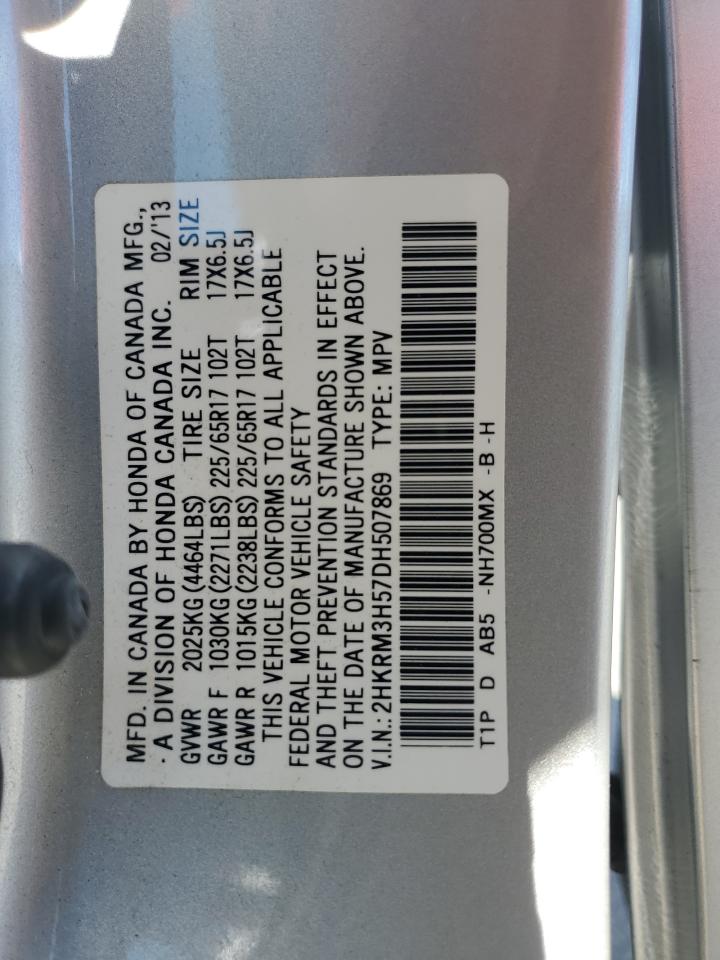 MFD. IN CANADA BY HONDA OF CANADA MFG.,
· A DIVISION OF HONDA CANADA INC. 02/'13
GVWR 2025KG (4464LBS) TIRE SIZE RIM SIZE
GAWR F 1030KG (2271LBS) 225/65R17 102T 17X6.5J
GAWR R 1015KG (2238LBS) 225/65R17 102T 17X6.5J
THIS VEHICLE CONFORMS TO ALL APPLICABLE
FEDERAL MOTOR VEHICLE SAFETY
AND THEFT PREVENTION STANDARDS IN EFFECT
ON THE DATE OF MANUFACTURE SHOWN ABOVE.
V.I.N.: 2HKRM3H57DH507869 TYPE: MPV
T1P D AB5 -NH700MX -B -H